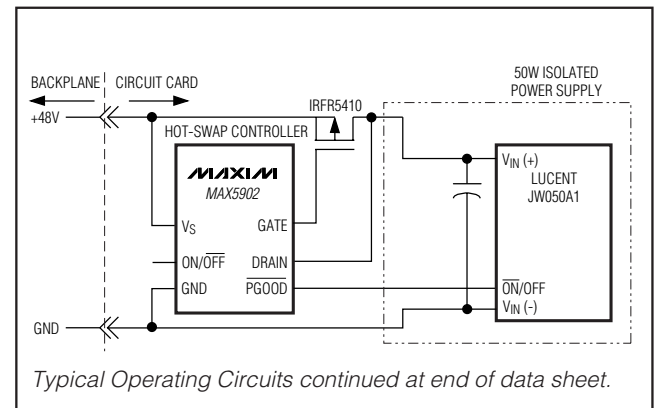 50W ISOLATED
POWER SUPPLY
BACKPLANE
CIRCUIT CARD
+48V
IRFR5410
HOT-SWAP CONTROLLER
MAXIM
MAX5902
VS
GATE
ON/OFF
DRAIN
GND
PGOOD
VIN (+)
LUCENT
JW050A1
ON/OFF
VIN (-)
GND
Typical Operating Circuits continued at end of data sheet.